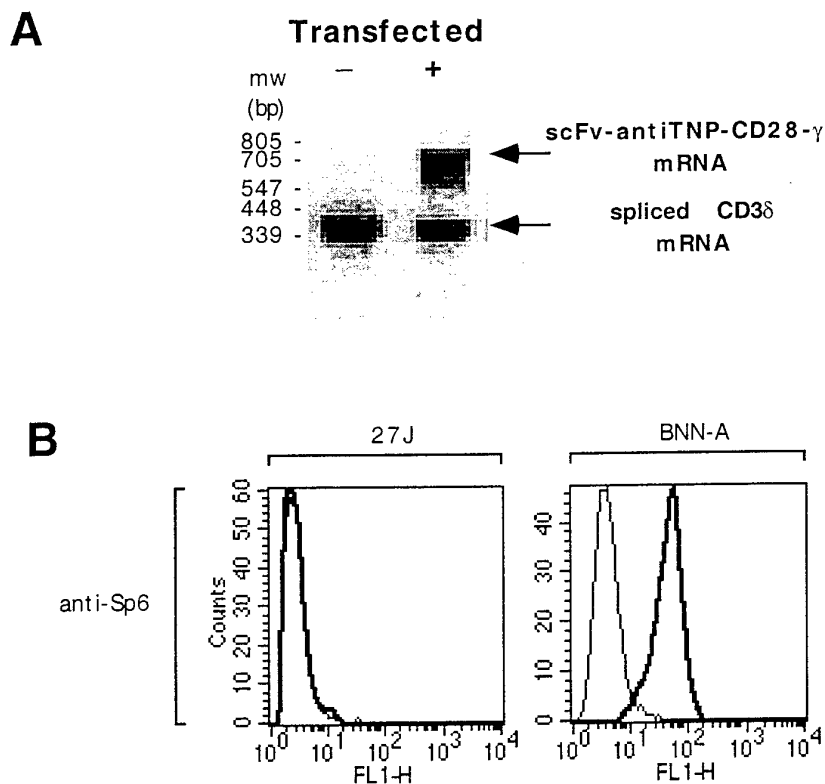 A
Transfected
mw
(bp)
– +
805 -
705 -
547 -
448 -
339 -
scFv-antiTNP-CD28-γ
mRNA
spliced CD3δ
mRNA
B
27J
BNN-A
anti-Sp6
Counts
60
50
40
30
20
10
0
10⁰ 10¹ 10² 10³ 10⁴
FL1-H
40
30
20
10
0
10⁰ 10¹ 10² 10³ 10⁴
FL1-H